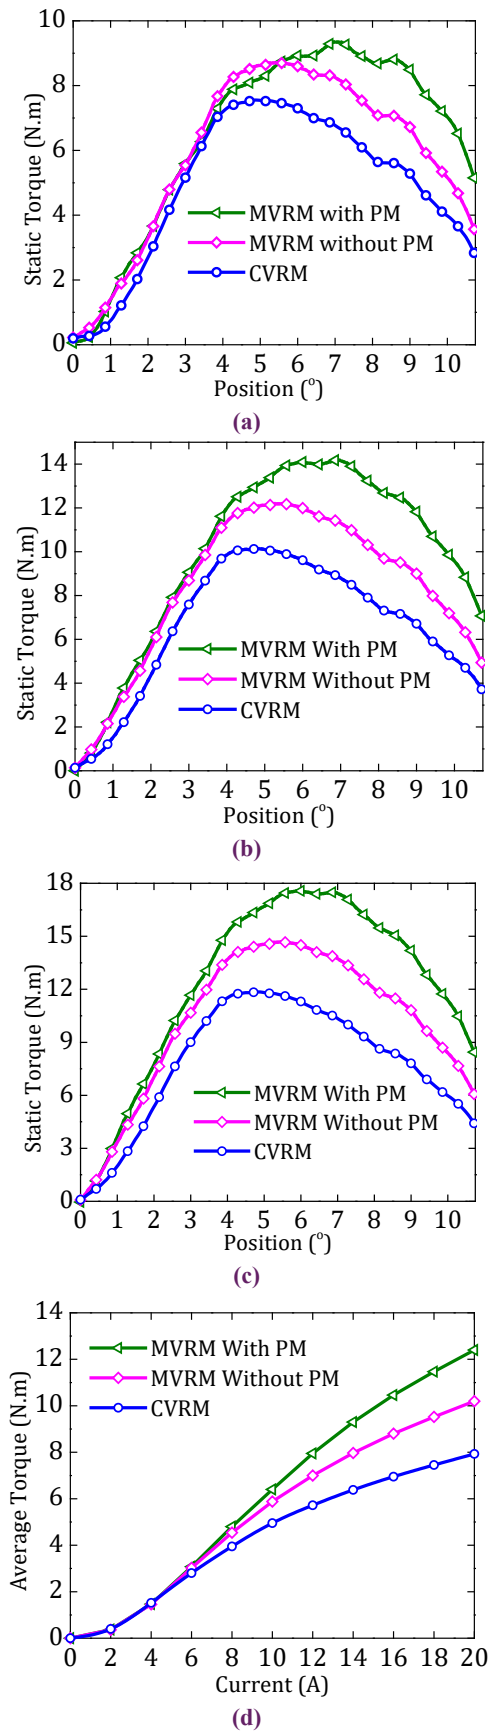 10
8
6
4
2
0
Static Torque (N.m)
MVRM with PM
MVRM without PM
CVRM
0 1 2 3 4 5 6 7 8 9 10
Position (°)
(a)
14
12
10
8
6
4
2
0
Static Torque (N.m)
MVRM With PM
MVRM Without PM
CVRM
0 1 2 3 4 5 6 7 8 9 10
Position (°)
(b)
18
15
12
9
6
3
0
Static Torque (N.m)
MVRM With PM
MVRM Without PM
CVRM
0 1 2 3 4 5 6 7 8 9 10
Position (°)
(c)
14
12
10
8
6
4
2
0
Average Torque (N.m)
MVRM With PM
MVRM Without PM
CVRM
0 2 4 6 8 10 12 14 16 18 20
Current (A)
(d)